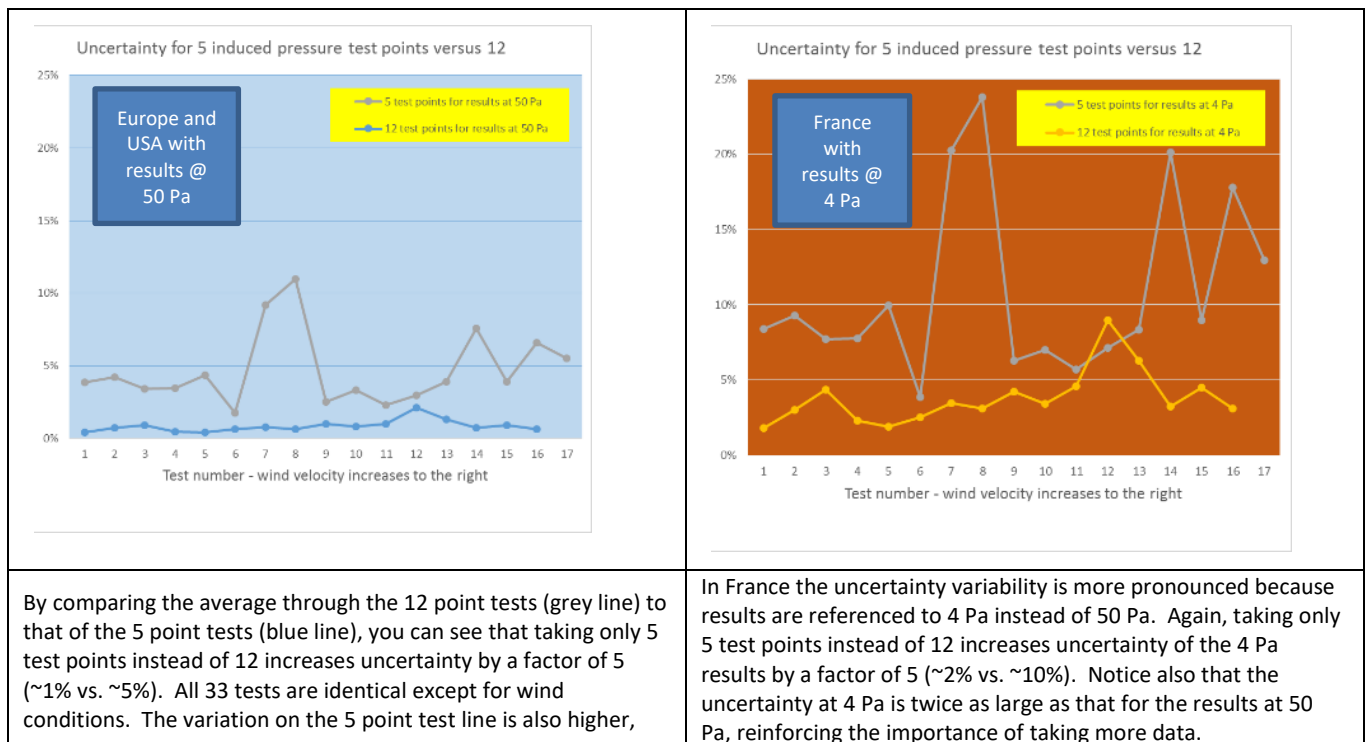 Uncertainty for 5 induced pressure test points versus 12
25%
20%
15%
10%
5%
0%
Europe and
USA with
results @
50 Pa
5 test points for results at 50 Pa
12 test points for results at 50 Pa
1 2 3 4 5 6 7 8 9 10 11 12 13 14 15 16 17
Test number - wind velocity increases to the right
Uncertainty for 5 induced pressure test points versus 12
25%
20%
15%
10%
5%
0%
France
with
results @
4 Pa
5 test points for results at 4 Pa
12 test points for results at 4 Pa
1 2 3 4 5 6 7 8 9 10 11 12 13 14 15 16 17
Test number - wind velocity increases to the right
By comparing the average through the 12 point tests (grey line) to
that of the 5 point tests (blue line), you can see that taking only 5
test points instead of 12 increases uncertainty by a factor of 5
(~1% vs. ~5%). All 33 tests are identical except for wind
conditions. The variation on the 5 point test line is also higher,
In France the uncertainty variability is more pronounced because
results are referenced to 4 Pa instead of 50 Pa. Again, taking only
5 test points instead of 12 increases uncertainty of the 4 Pa
results by a factor of 5 (~2% vs. ~10%). Notice also that the
uncertainty at 4 Pa is twice as large as that for the results at 50
Pa, reinforcing the importance of taking more data.